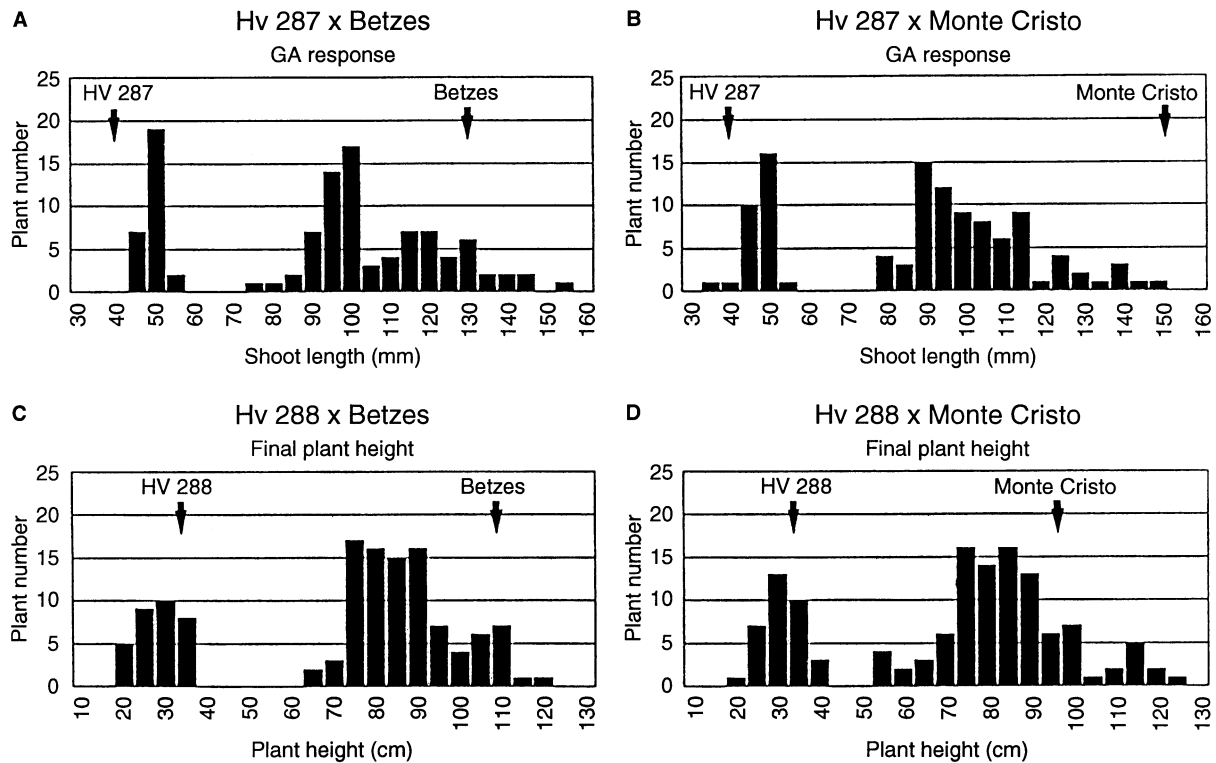 A
Hv 287 x Betzes
GA response
25
20
15
10
5
0
Plant number
HV 287
Betzes
30 40 50 60 70 80 90 100 110 120 130 140 150 160
Shoot length (mm)
B
Hv 287 x Monte Cristo
GA response
25
20
15
10
5
0
Plant number
HV 287
Monte Cristo
30 40 50 60 70 80 90 100 110 120 130 140 150 160
Shoot length (mm)
C
Hv 288 x Betzes
Final plant height
25
20
15
10
5
0
Plant number
HV 288
Betzes
10 20 30 40 50 60 70 80 90 100 110 120 130
Plant height (cm)
D
Hv 288 x Monte Cristo
Final plant height
25
20
15
10
5
0
Plant number
HV 288
Monte Cristo
10 20 30 40 50 60 70 80 90 100 110 120 130
Plant height (cm)